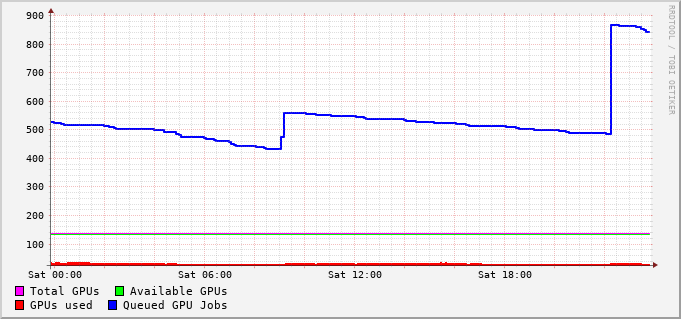 RRDTOOL / TOBI OETIKER
900
800
700
600
500
400
300
200
100
Sat 00:00 Sat 06:00 Sat 12:00 Sat 18:00
Total GPUs Available GPUs
GPUs used Queued GPU Jobs